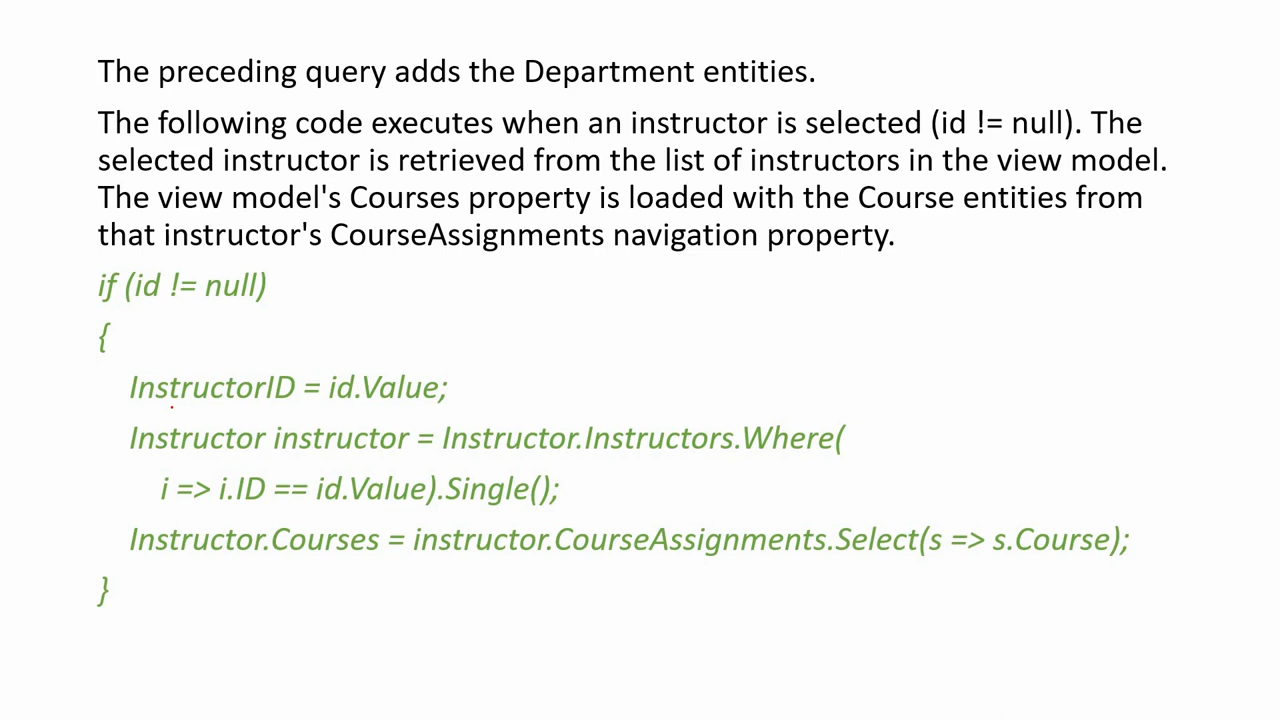 The preceding query adds the Department entities.
The following code executes when an instructor is selected (id != null). The
selected instructor is retrieved from the list of instructors in the view model.
The view model's Courses property is loaded with the Course entities from
that instructor's CourseAssignments navigation property.
if (id != null)
{
InstructorID = id.Value;
Instructor instructor = Instructor.Instructors.Where(
i => i.ID == id.Value).Single();
Instructor.Courses = instructor.CourseAssignments.Select(s => s.Course);
}